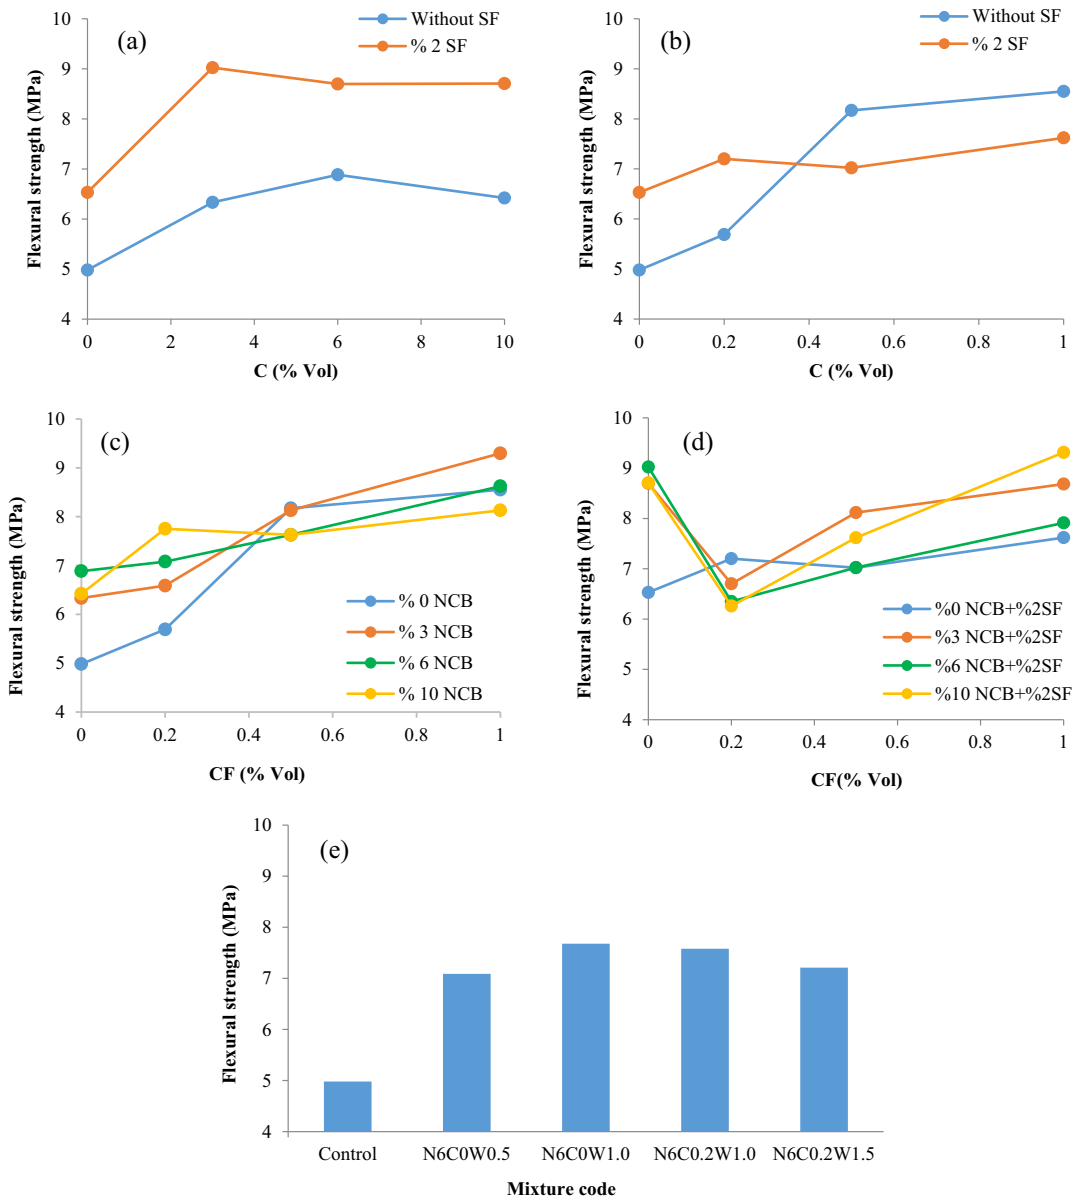 (a)
Without SF
% 2 SF
10
9
8
7
6
5
4
Flexural strength (MPa)
0 2 4 6 8 10
C (% Vol)
(b)
Without SF
% 2 SF
10
9
8
7
6
5
4
Flexural strength (MPa)
0 0.2 0.4 0.6 0.8 1
C (% Vol)
(c)
10
9
8
7
6
5
4
Flexural strength (MPa)
% 0 NCB
% 3 NCB
% 6 NCB
% 10 NCB
0 0.2 0.4 0.6 0.8 1
CF (% Vol)
(d)
10
9
8
7
6
5
4
Flexural strength (MPa)
%0 NCB+%2SF
%3 NCB+%2SF
%6 NCB+%2SF
%10 NCB+%2SF
0 0.2 0.4 0.6 0.8 1
CF(% Vol)
(e)
10
9
8
7
6
5
4
Flexural strength (MPa)
Control N6C0W0.5 N6C0W1.0 N6C0.2W1.0 N6C0.2W1.5
Mixture code